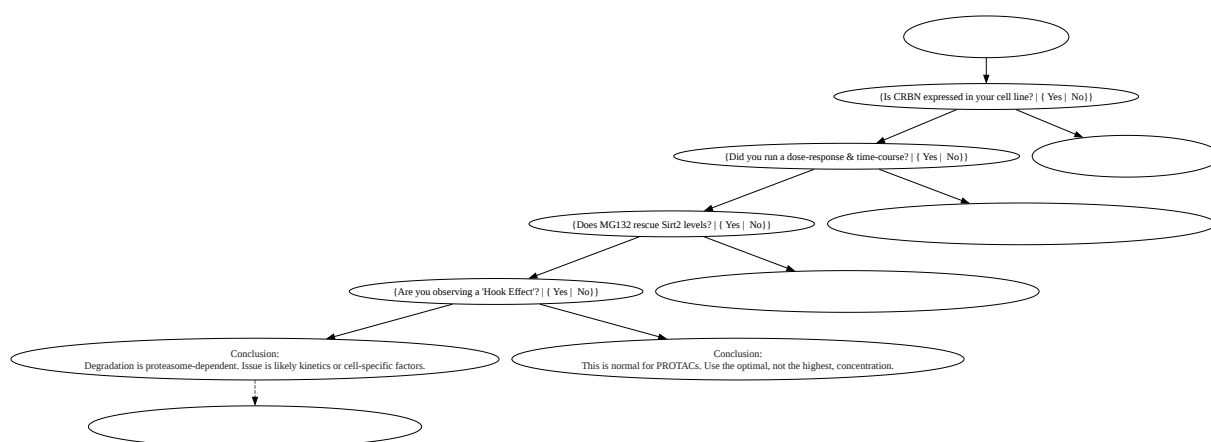 {Is CRBN expressed in your cell line? | { Yes |  No}}
{Did you run a dose-response & time-course? | { Yes |  No}}
{Does MG132 rescue Sirt2 levels? | { Yes |  No}}
{Are you observing a 'Hook Effect'? | { Yes |  No}}
Conclusion:
Degradation is proteasome-dependent. Issue is likely kinetics or cell-specific factors.
Conclusion:
This is normal for PROTACs. Use the optimal, not the highest, concentration.